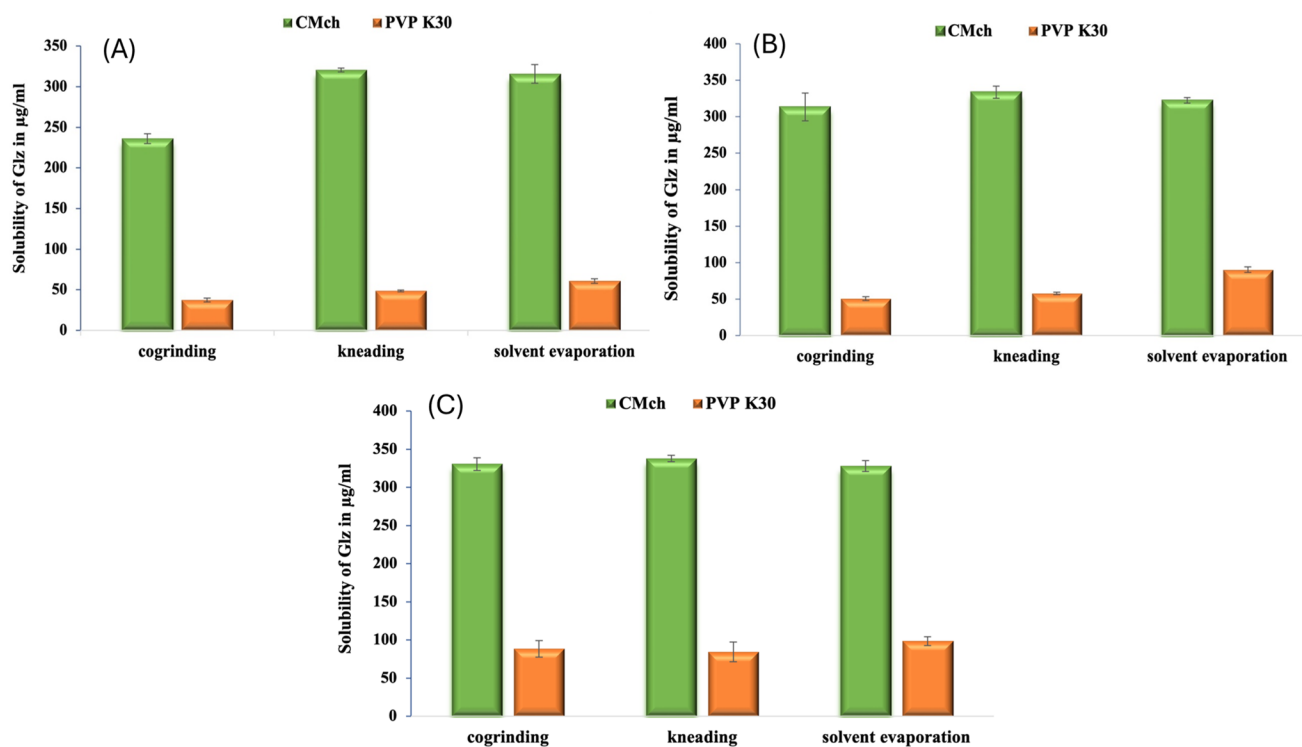 CMch PVP K30
(A)
Solubility of Glz in µg/ml
350
300
250
200
150
100
50
0
cogrinding kneading solvent evaporation
CMch PVP K30
(B)
Solubility of Glz in µg/ml
400
350
300
250
200
150
100
50
0
cogrinding kneading solvent evaporation
CMch PVP K30
(C)
Solubility of Glz in µg/ml
400
350
300
250
200
150
100
50
0
cogrinding kneading solvent evaporation